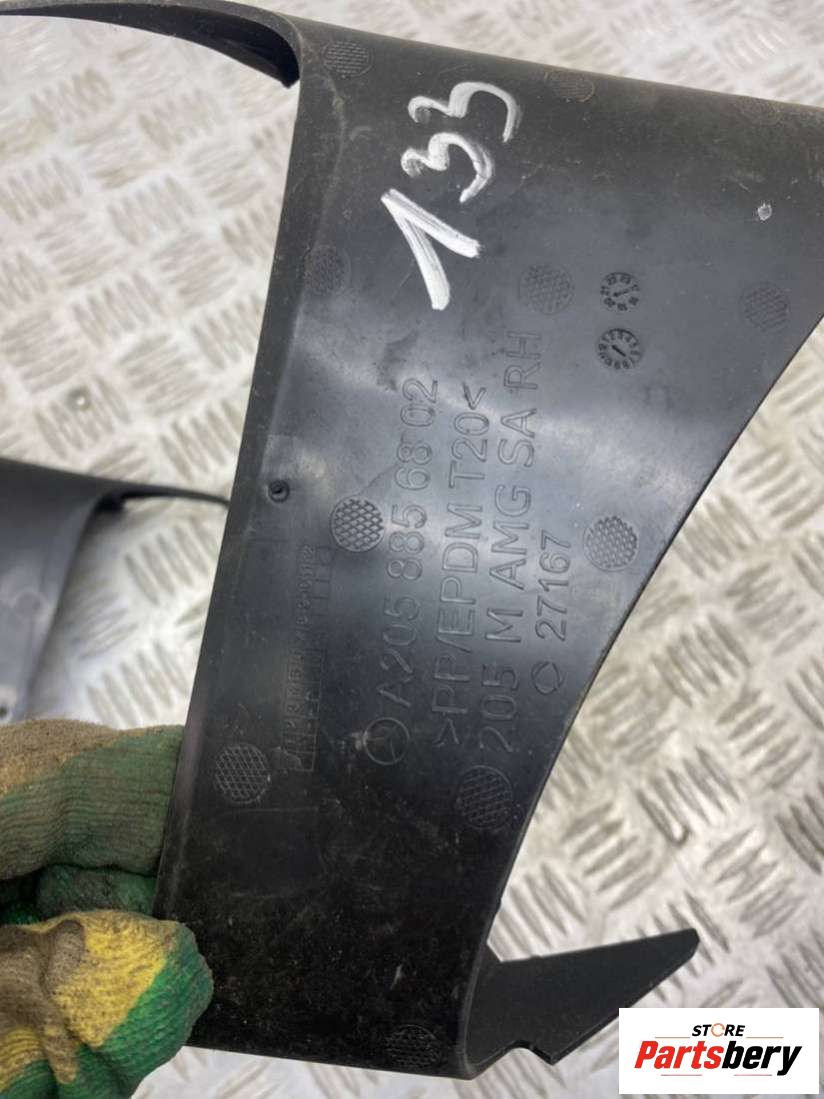 133
A205 885 68 02
>PP/EPDM T20<
205 M AMG SA RH
27167
STORE
Partsbery